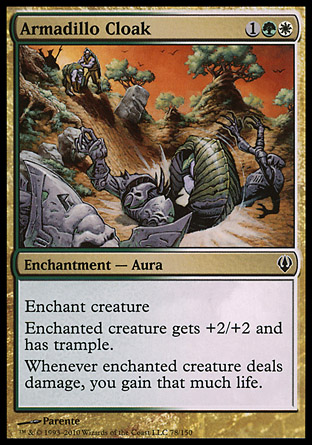 Armadillo Cloak 1
Enchantment — Aura
Enchant creature
Enchanted creature gets +2/+2 and
has trample.
Whenever enchanted creature deals
damage, you gain that much life.
Parente
™ & © 1993-2010 Wizards of the Coast LLC 78/150